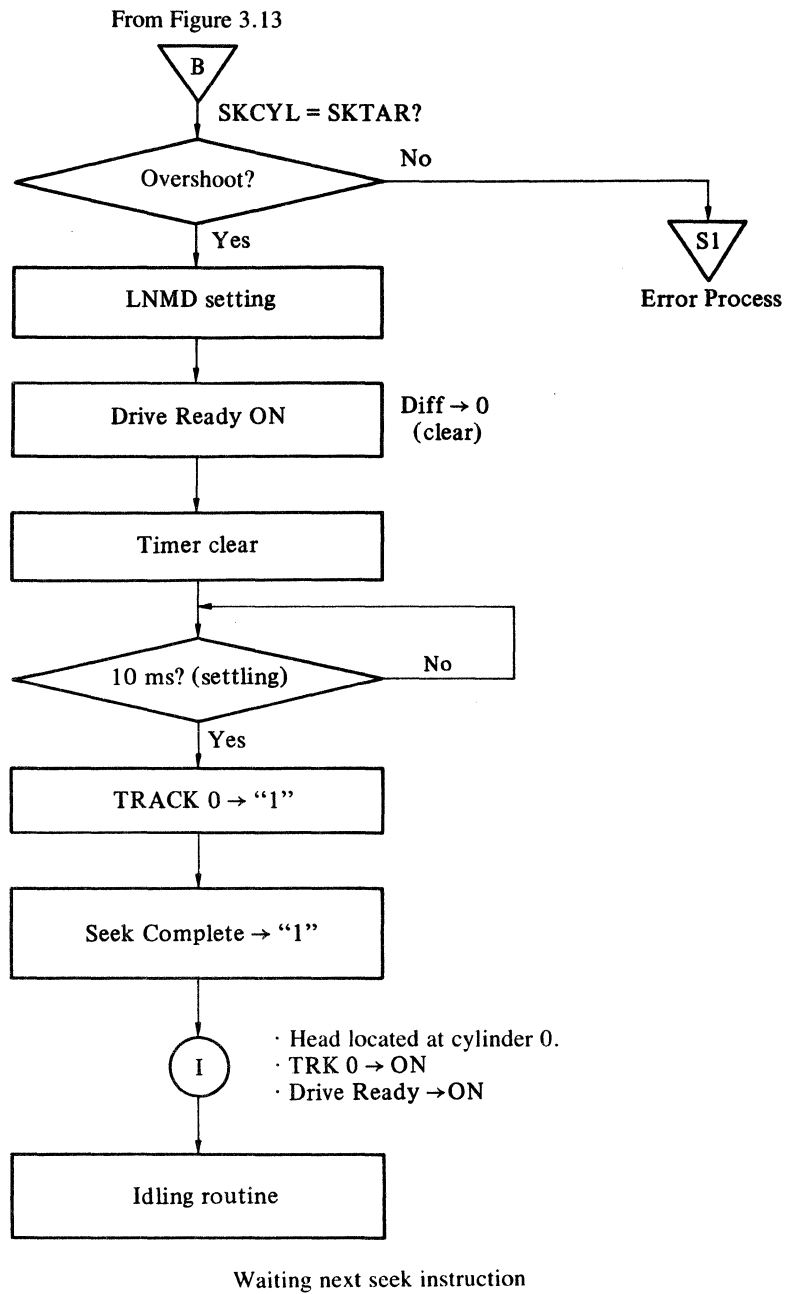 From Figure 3.13
B
SKCYL = SKTAR?
Overshoot?
No
Yes
S1
Error Process
LNMD setting
Drive Ready ON
Diff → 0
(clear)
Timer clear
10 ms? (settling)
No
Yes
TRACK 0 → “1”
Seek Complete → “1”
I
· Head located at cylinder 0.
· TRK 0 → ON
· Drive Ready → ON
Idling routine
Waiting next seek instruction